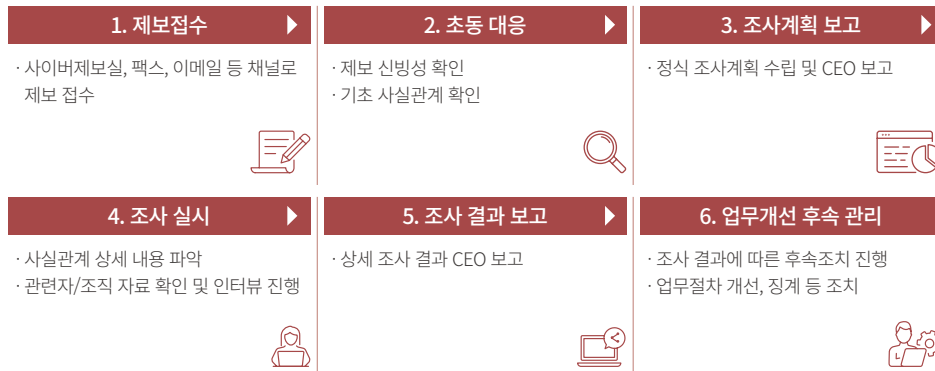 1. 제보접수
· 사이버제보실, 팩스, 이메일 등 채널로
제보 접수
2. 초동 대응
· 제보 신빙성 확인
· 기초 사실관계 확인
3. 조사계획 보고
· 정식 조사계획 수립 및 CEO 보고
4. 조사 실시
· 사실관계 상세 내용 파악
· 관련자/조직 자료 확인 및 인터뷰 진행
5. 조사 결과 보고
· 상세 조사 결과 CEO 보고
6. 업무개선 후속 관리
· 조사 결과에 따른 후속조치 진행
· 업무절차 개선, 징계 등 조치